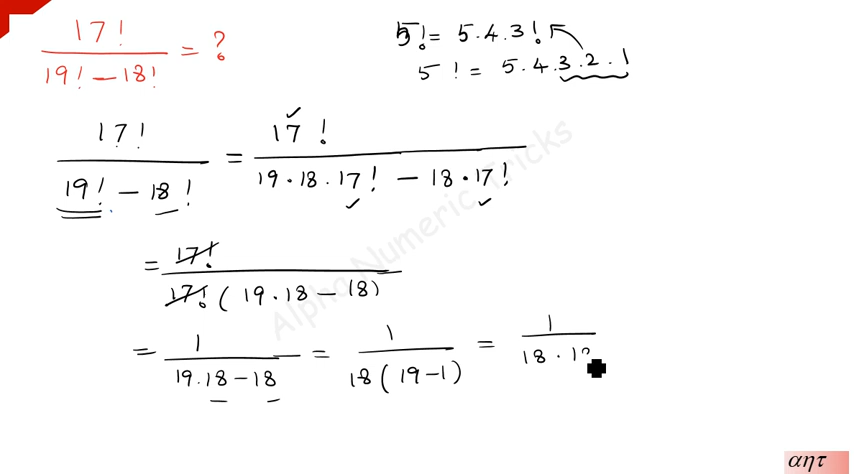 17! / (19! − 18!) = ?
5! = 5.4.3!
5! = 5.4.3.2.1
17! / (19! − 18!) = 17! / (19.18.17! − 18.17!)
= 17! / 17!(19.18 − 18)
= 1 / (19.18 − 18) = 1 / 18(19 − 1) = 1 / 18.1
Alpha Numeric Tricks
αητ